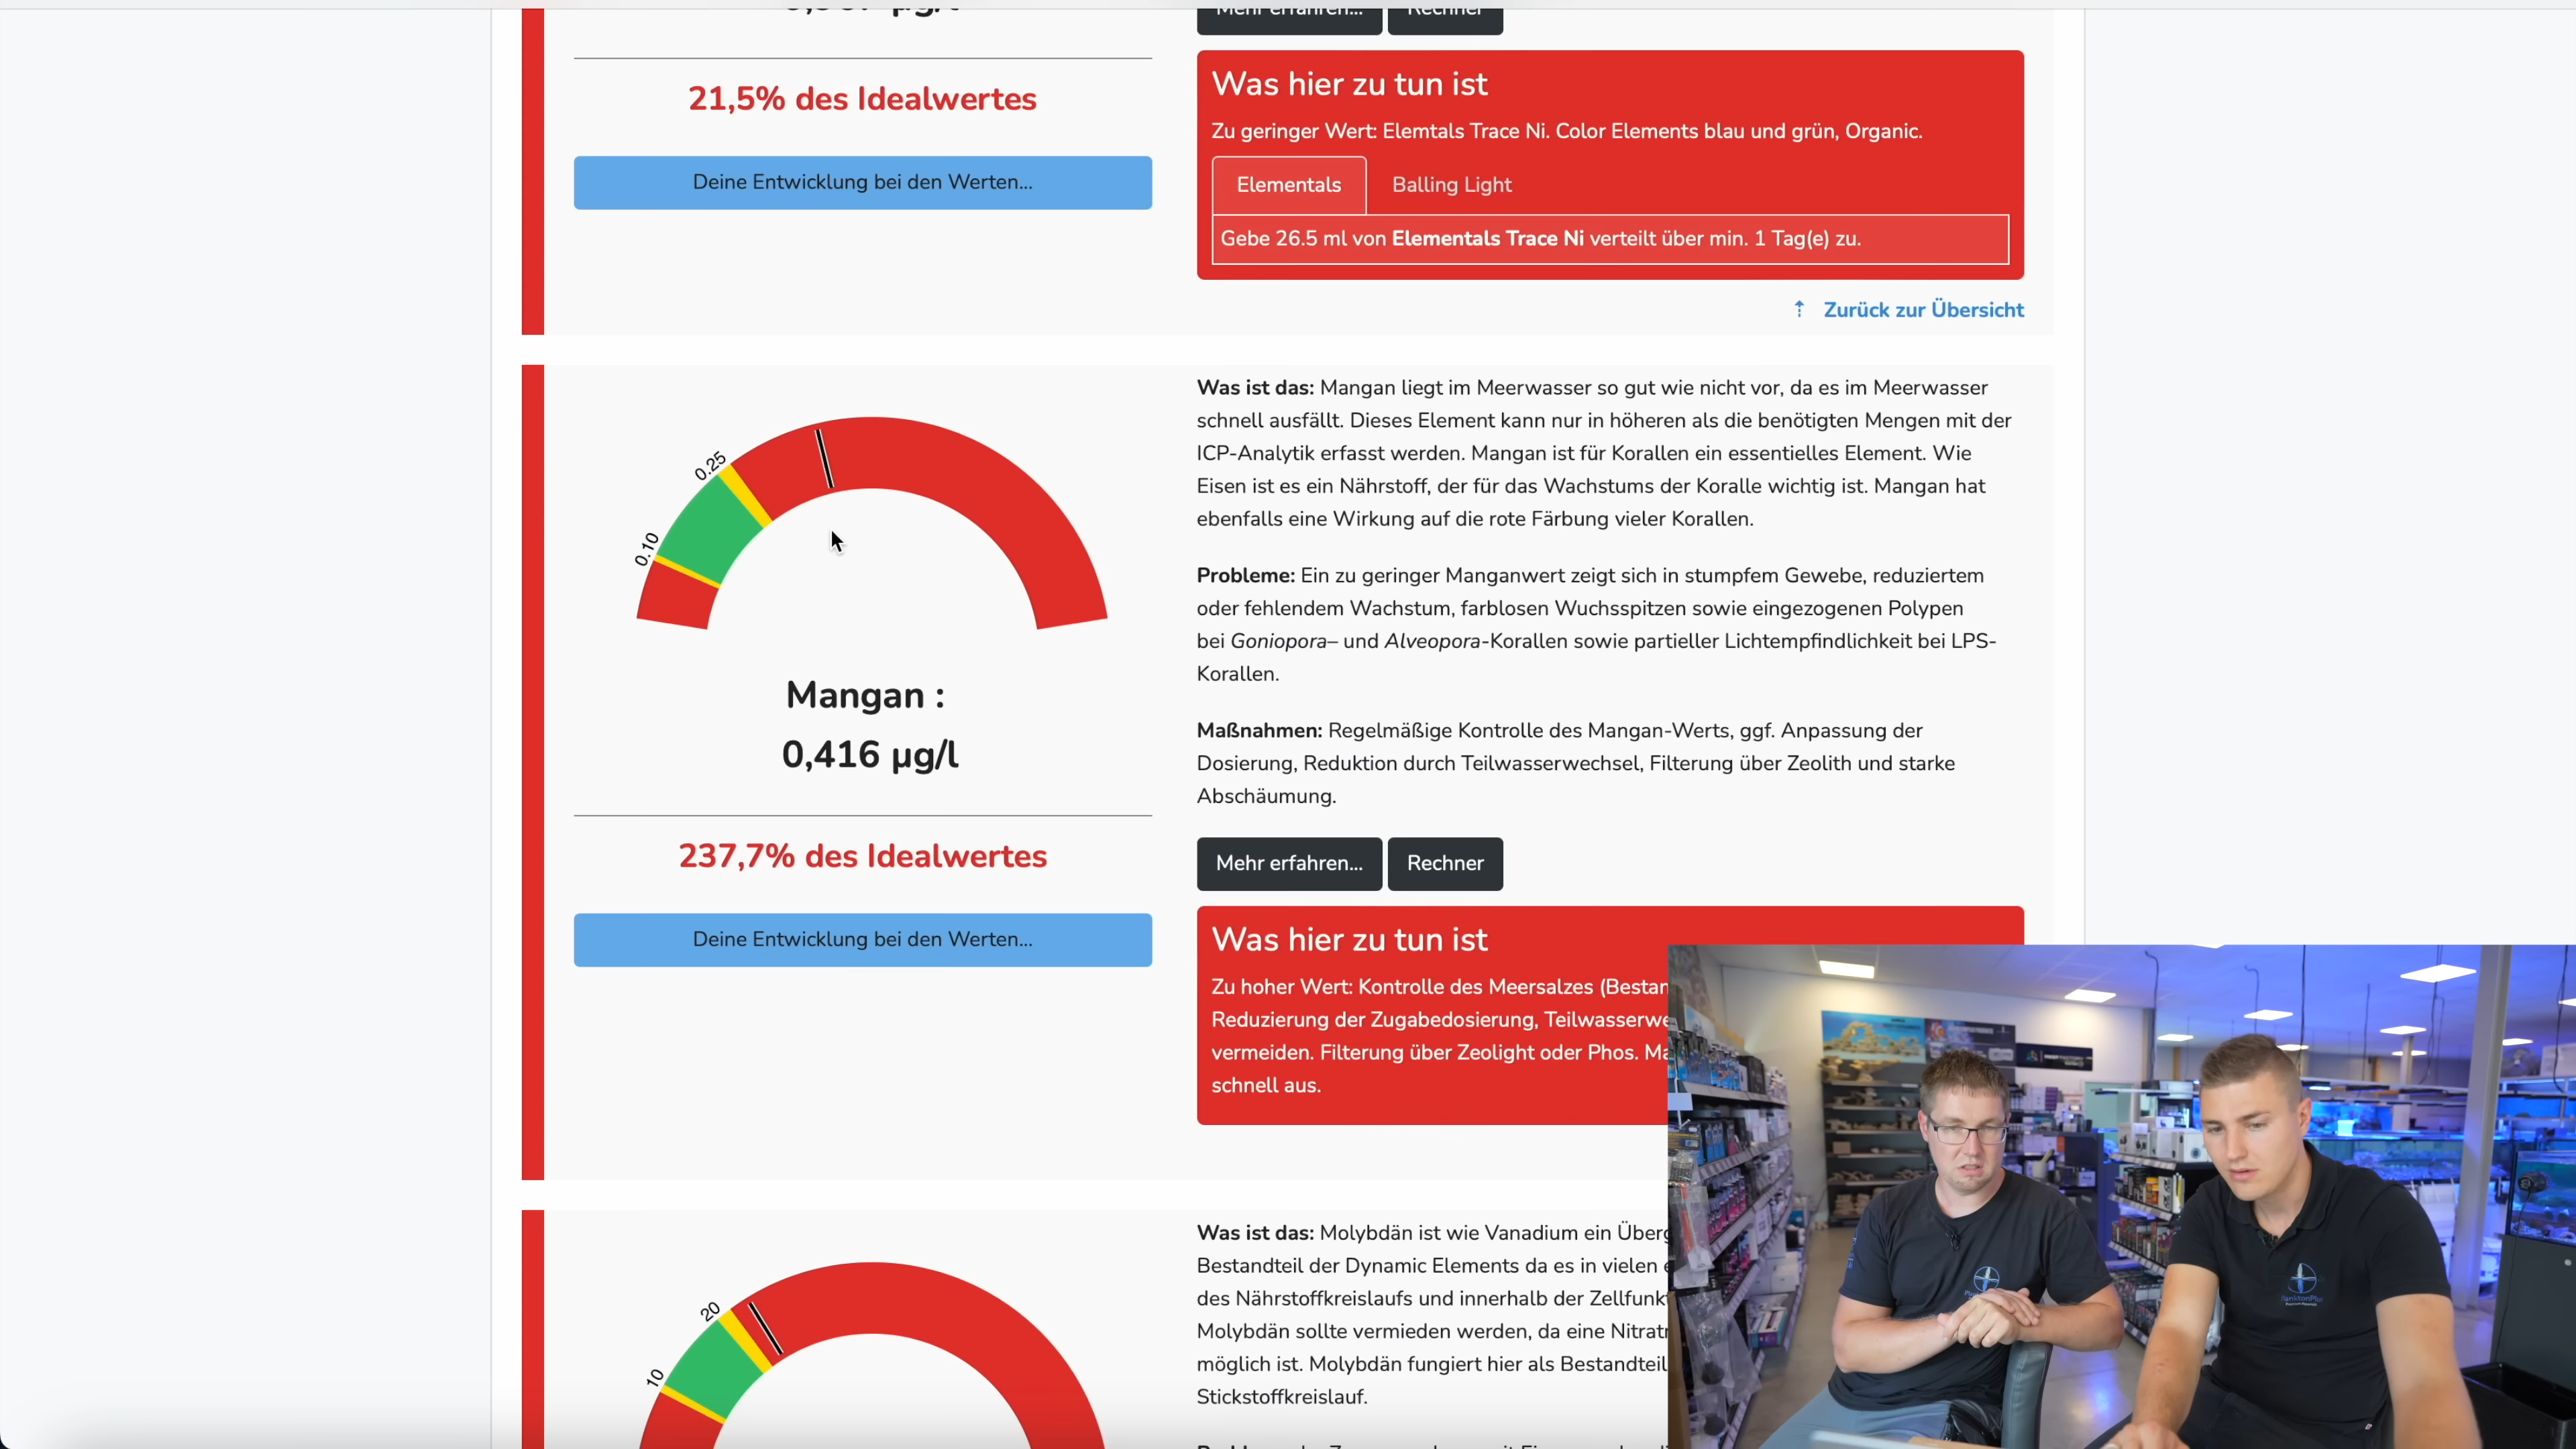 21,5% des Idealwertes
Deine Entwicklung bei den Werten...
Mehr erfahren... Rechner
Was hier zu tun ist
Zu geringer Wert: Elemtals Trace Ni. Color Elements blau und grün, Organic.
Elementals Balling Light
Gebe 26.5 ml von Elementals Trace Ni verteilt über min. 1 Tag(e) zu.
⇡ Zurück zur Übersicht
0.10
0.25
Mangan :
0,416 µg/l
237,7% des Idealwertes
Deine Entwicklung bei den Werten...
Was ist das: Mangan liegt im Meerwasser so gut wie nicht vor, da es im Meerwasser
schnell ausfällt. Dieses Element kann nur in höheren als die benötigten Mengen mit der
ICP-Analytik erfasst werden. Mangan ist für Korallen ein essentielles Element. Wie
Eisen ist es ein Nährstoff, der für das Wachstums der Koralle wichtig ist. Mangan hat
ebenfalls eine Wirkung auf die rote Färbung vieler Korallen.
Probleme: Ein zu geringer Manganwert zeigt sich in stumpfem Gewebe, reduziertem
oder fehlendem Wachstum, farblosen Wuchsspitzen sowie eingezogenen Polypen
bei Goniopora– und Alveopora-Korallen sowie partieller Lichtempfindlichkeit bei LPS-
Korallen.
Maßnahmen: Regelmäßige Kontrolle des Mangan-Werts, ggf. Anpassung der
Dosierung, Reduktion durch Teilwasserwechsel, Filterung über Zeolith und starke
Abschäumung.
Mehr erfahren... Rechner
Was hier zu tun ist
Zu hoher Wert: Kontrolle des Meersalzes (Bestan
Reduzierung der Zugabedosierung, Teilwasserwe
vermeiden. Filterung über Zeolight oder Phos. Ma
schnell aus.
10
20
Was ist das: Molybdän ist wie Vanadium ein Überg
Bestandteil der Dynamic Elements da es in vielen e
des Nährstoffkreislaufs und innerhalb der Zellfunkt
Molybdän sollte vermieden werden, da eine Nitratr
möglich ist. Molybdän fungiert hier als Bestandteil
Stickstoffkreislauf.